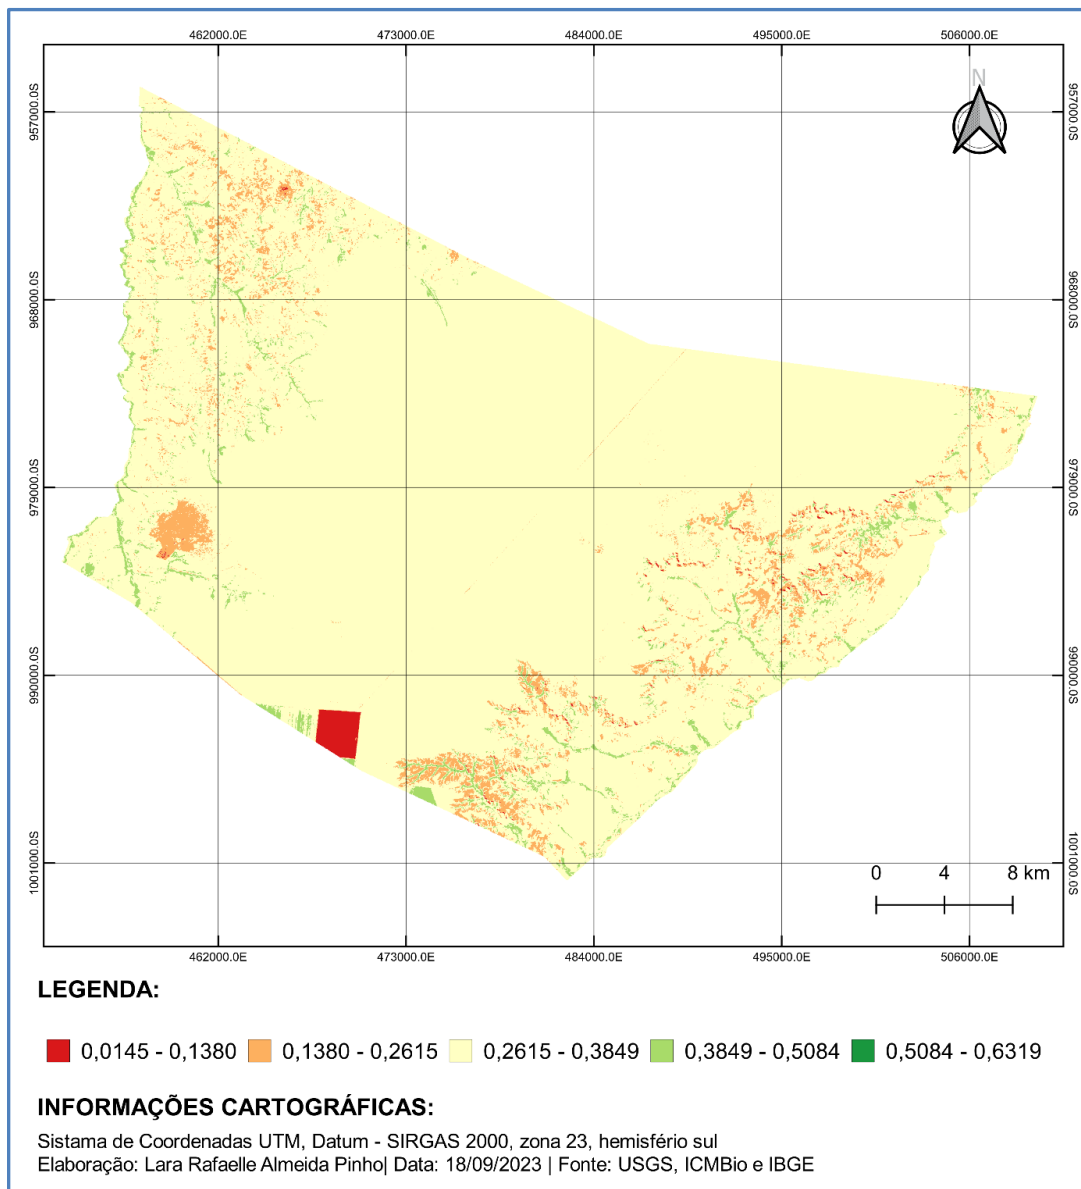 462000.0E 473000.0E 484000.0E 495000.0E 506000.0E
N
957000.0S 957000.0S
968000.0S 968000.0S
979000.0S 979000.0S
990000.0S 990000.0S
1001000.0S 1001000.0S
0 4 8 km
462000.0E 473000.0E 484000.0E 495000.0E 506000.0E
LEGENDA:
0,0145 - 0,1380 0,1380 - 0,2615 0,2615 - 0,3849 0,3849 - 0,5084 0,5084 - 0,6319
INFORMAÇÕES CARTOGRÁFICAS:
Sistama de Coordenadas UTM, Datum - SIRGAS 2000, zona 23, hemisfério sul
Elaboração: Lara Rafaelle Almeida Pinho| Data: 18/09/2023 | Fonte: USGS, ICMBio e IBGE